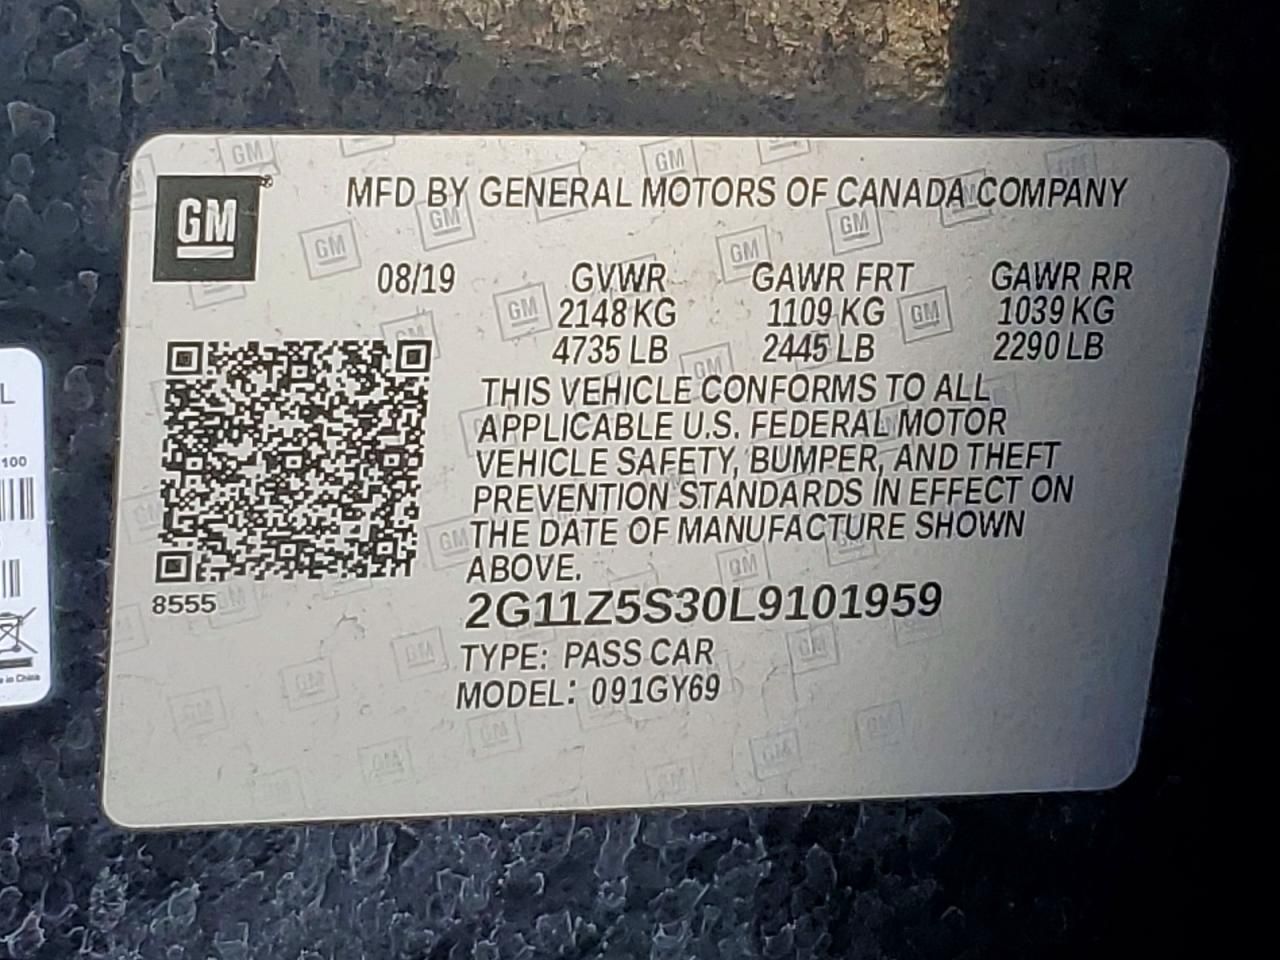 GM
MFD BY GENERAL MOTORS OF CANADA COMPANY
08/19 GVWR GAWR FRT GAWR RR
2148 KG 1109 KG 1039 KG
4735 LB 2445 LB 2290 LB
THIS VEHICLE CONFORMS TO ALL
APPLICABLE U.S. FEDERAL MOTOR
VEHICLE SAFETY, BUMPER, AND THEFT
PREVENTION STANDARDS IN EFFECT ON
THE DATE OF MANUFACTURE SHOWN
ABOVE.
8555
2G11Z5S30L9101959
TYPE: PASS CAR
MODEL: 091GY69
L
100
in China